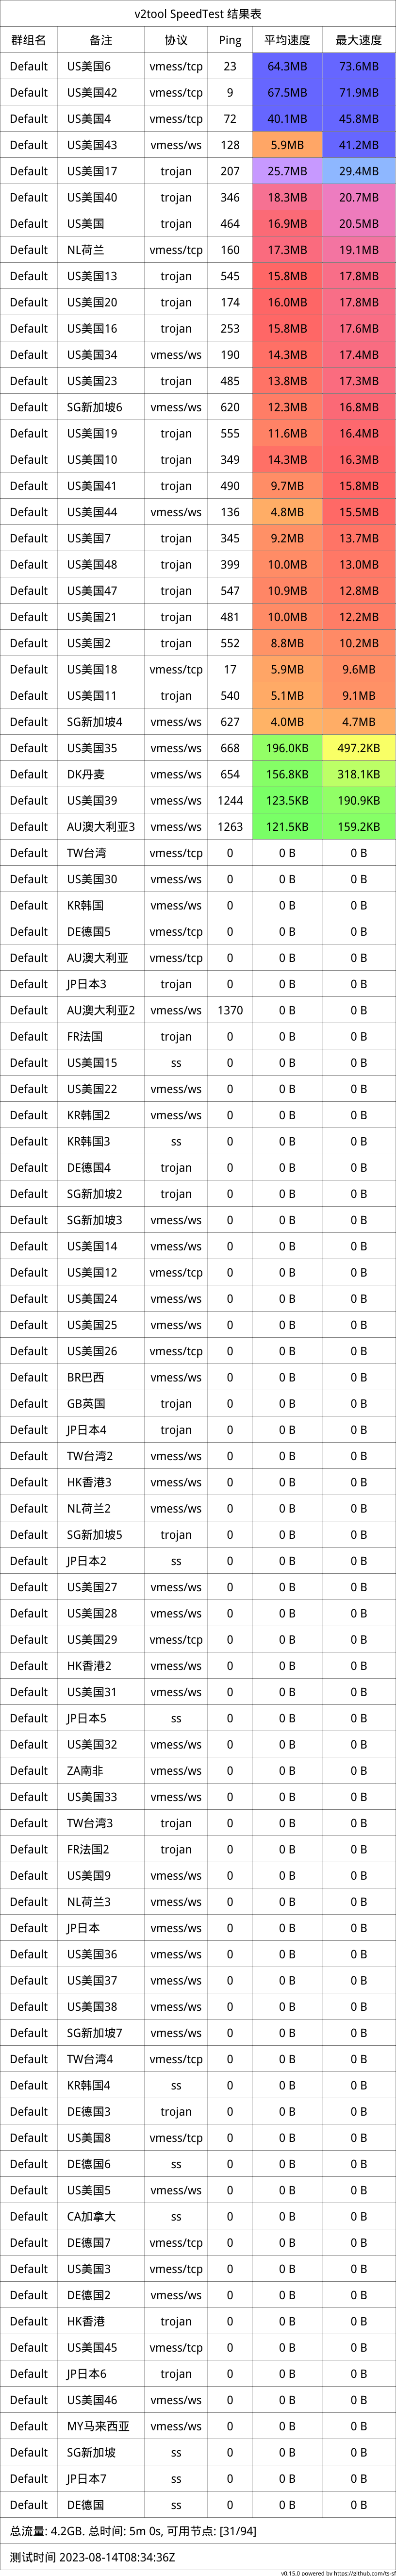 v2tool SpeedTest 结果表
群组名 备注 协议 Ping 平均速度 最大速度
Default US美国6 vmess/tcp 23 64.3MB 73.6MB
Default US美国42 vmess/tcp 9 67.5MB 71.9MB
Default US美国4 vmess/tcp 72 40.1MB 45.8MB
Default US美国43 vmess/ws 128 5.9MB 41.2MB
Default US美国17 trojan 207 25.7MB 29.4MB
Default US美国40 trojan 346 18.3MB 20.7MB
Default US美国 trojan 464 16.9MB 20.5MB
Default NL荷兰 vmess/tcp 160 17.3MB 19.1MB
Default US美国13 trojan 545 15.8MB 17.8MB
Default US美国20 trojan 174 16.0MB 17.8MB
Default US美国16 trojan 253 15.8MB 17.6MB
Default US美国34 vmess/ws 190 14.3MB 17.4MB
Default US美国23 trojan 485 13.8MB 17.3MB
Default SG新加坡6 vmess/ws 620 12.3MB 16.8MB
Default US美国19 trojan 555 11.6MB 16.4MB
Default US美国10 trojan 349 14.3MB 16.3MB
Default US美国41 trojan 490 9.7MB 15.8MB
Default US美国44 vmess/ws 136 4.8MB 15.5MB
Default US美国7 trojan 345 9.2MB 13.7MB
Default US美国48 trojan 399 10.0MB 13.0MB
Default US美国47 trojan 547 10.9MB 12.8MB
Default US美国21 trojan 481 10.0MB 12.2MB
Default US美国2 trojan 552 8.8MB 10.2MB
Default US美国18 vmess/tcp 17 5.9MB 9.6MB
Default US美国11 trojan 540 5.1MB 9.1MB
Default SG新加坡4 vmess/ws 627 4.0MB 4.7MB
Default US美国35 vmess/ws 668 196.0KB 497.2KB
Default DK丹麦 vmess/ws 654 156.8KB 318.1KB
Default US美国39 vmess/ws 1244 123.5KB 190.9KB
Default AU澳大利亚3 vmess/ws 1263 121.5KB 159.2KB
Default TW台湾 vmess/tcp 0 0 B 0 B
Default US美国30 vmess/ws 0 0 B 0 B
Default KR韩国 vmess/ws 0 0 B 0 B
Default DE德国5 vmess/tcp 0 0 B 0 B
Default AU澳大利亚 vmess/tcp 0 0 B 0 B
Default JP日本3 trojan 0 0 B 0 B
Default AU澳大利亚2 vmess/ws 1370 0 B 0 B
Default FR法国 trojan 0 0 B 0 B
Default US美国15 ss 0 0 B 0 B
Default US美国22 vmess/ws 0 0 B 0 B
Default KR韩国2 vmess/ws 0 0 B 0 B
Default KR韩国3 ss 0 0 B 0 B
Default DE德国4 trojan 0 0 B 0 B
Default SG新加坡2 trojan 0 0 B 0 B
Default SG新加坡3 vmess/ws 0 0 B 0 B
Default US美国14 vmess/ws 0 0 B 0 B
Default US美国12 vmess/tcp 0 0 B 0 B
Default US美国24 vmess/ws 0 0 B 0 B
Default US美国25 vmess/ws 0 0 B 0 B
Default US美国26 vmess/tcp 0 0 B 0 B
Default BR巴西 vmess/ws 0 0 B 0 B
Default GB英国 trojan 0 0 B 0 B
Default JP日本4 trojan 0 0 B 0 B
Default TW台湾2 vmess/ws 0 0 B 0 B
Default HK香港3 vmess/ws 0 0 B 0 B
Default NL荷兰2 vmess/ws 0 0 B 0 B
Default SG新加坡5 trojan 0 0 B 0 B
Default JP日本2 ss 0 0 B 0 B
Default US美国27 vmess/ws 0 0 B 0 B
Default US美国28 vmess/ws 0 0 B 0 B
Default US美国29 vmess/tcp 0 0 B 0 B
Default HK香港2 vmess/ws 0 0 B 0 B
Default US美国31 vmess/ws 0 0 B 0 B
Default JP日本5 ss 0 0 B 0 B
Default US美国32 vmess/ws 0 0 B 0 B
Default ZA南非 vmess/ws 0 0 B 0 B
Default US美国33 vmess/ws 0 0 B 0 B
Default TW台湾3 trojan 0 0 B 0 B
Default FR法国2 trojan 0 0 B 0 B
Default US美国9 vmess/ws 0 0 B 0 B
Default NL荷兰3 vmess/ws 0 0 B 0 B
Default JP日本 vmess/ws 0 0 B 0 B
Default US美国36 vmess/ws 0 0 B 0 B
Default US美国37 vmess/ws 0 0 B 0 B
Default US美国38 vmess/ws 0 0 B 0 B
Default SG新加坡7 vmess/ws 0 0 B 0 B
Default TW台湾4 vmess/tcp 0 0 B 0 B
Default KR韩国4 ss 0 0 B 0 B
Default DE德国3 trojan 0 0 B 0 B
Default US美国8 vmess/tcp 0 0 B 0 B
Default DE德国6 ss 0 0 B 0 B
Default US美国5 vmess/ws 0 0 B 0 B
Default CA加拿大 ss 0 0 B 0 B
Default DE德国7 vmess/tcp 0 0 B 0 B
Default US美国3 vmess/tcp 0 0 B 0 B
Default DE德国2 vmess/ws 0 0 B 0 B
Default HK香港 trojan 0 0 B 0 B
Default US美国45 vmess/tcp 0 0 B 0 B
Default JP日本6 trojan 0 0 B 0 B
Default US美国46 vmess/ws 0 0 B 0 B
Default MY马来西亚 vmess/ws 0 0 B 0 B
Default SG新加坡 ss 0 0 B 0 B
Default JP日本7 ss 0 0 B 0 B
Default DE德国 ss 0 0 B 0 B
总流量: 4.2GB. 总时间: 5m 0s, 可用节点: [31/94]
测试时间 2023-08-14T08:34:36Z
v0.15.0 powered by https://github.com/ts-sf